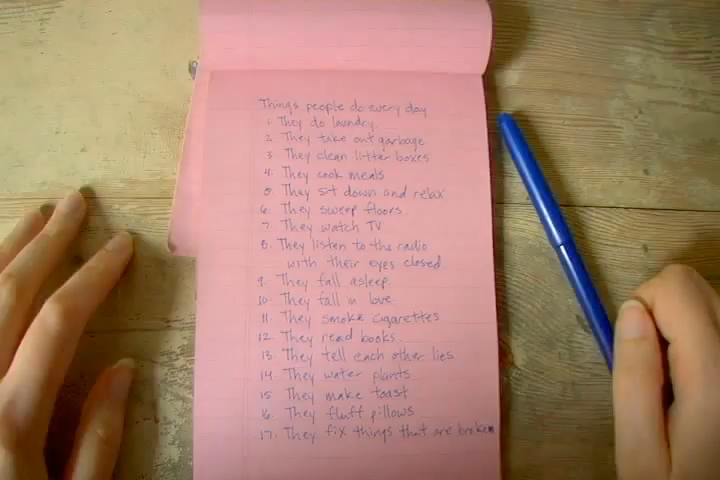 Things people do every day
1. They do laundry
2. They take out garbage
3. They clean litter boxes
4. They cook meals
5. They sit down and relax
6. They sweep floors
7. They watch TV
8. They listen to the radio
with their eyes closed
9. They fall asleep
10. They fall in love
11. They smoke cigarettes
12. They read books
13. They tell each other lies
14. They water plants
15. They make toast
16. They fluff pillows
17. They fix things that are broken